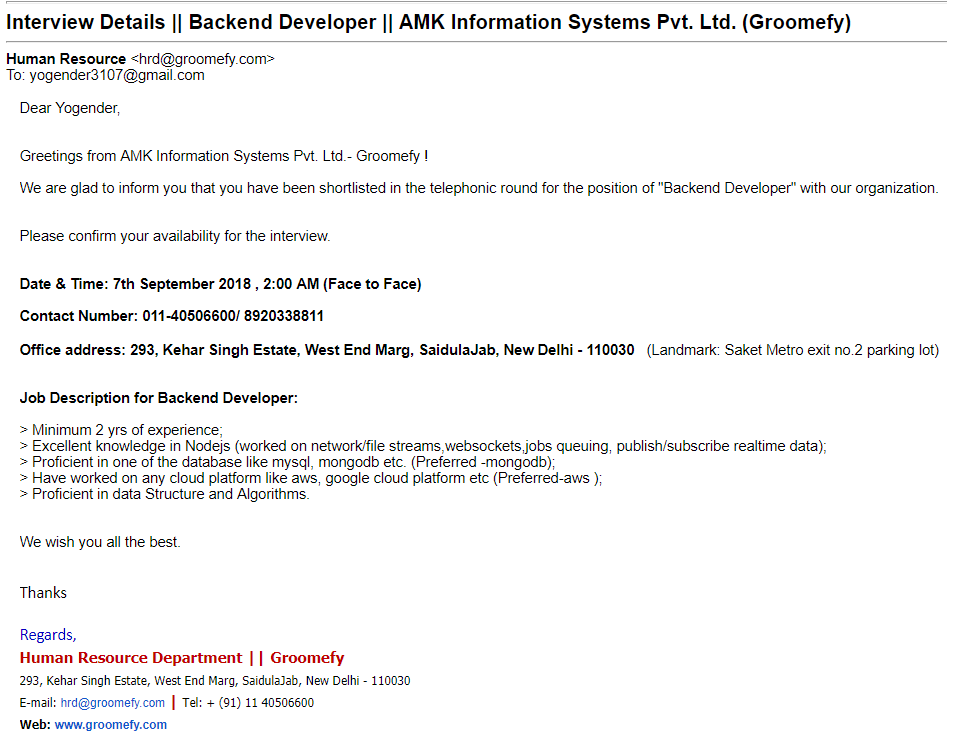 Interview Details || Backend Developer || AMK Information Systems Pvt. Ltd. (Groomefy)
Human Resource <hrd@groomefy.com>
To: yogender3107@gmail.com
Dear Yogender,
Greetings from AMK Information Systems Pvt. Ltd.- Groomefy !
We are glad to inform you that you have been shortlisted in the telephonic round for the position of "Backend Developer" with our organization.
Please confirm your availability for the interview.
Date & Time: 7th September 2018 , 2:00 AM (Face to Face)
Contact Number: 011-40506600/ 8920338811
Office address: 293, Kehar Singh Estate, West End Marg, SaidulaJab, New Delhi - 110030 (Landmark: Saket Metro exit no.2 parking lot)
Job Description for Backend Developer:
> Minimum 2 yrs of experience;
> Excellent knowledge in Nodejs (worked on network/file streams,websockets,jobs queuing, publish/subscribe realtime data);
> Proficient in one of the database like mysql, mongodb etc. (Preferred -mongodb);
> Have worked on any cloud platform like aws, google cloud platform etc (Preferred-aws );
> Proficient in data Structure and Algorithms.
We wish you all the best.
Thanks
Regards,
Human Resource Department || Groomefy
293, Kehar Singh Estate, West End Marg, SaidulaJab, New Delhi - 110030
E-mail: hrd@groomefy.com | Tel: + (91) 11 40506600
Web: www.groomefy.com